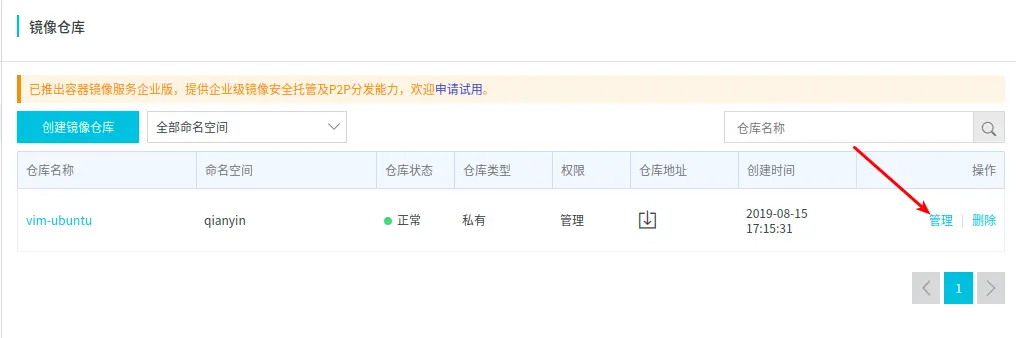 镜像仓库
已推出容器镜像服务企业版，提供企业级镜像安全托管及P2P分发能力，欢迎申请试用。
创建镜像仓库 全部命名空间 仓库名称
仓库名称 命名空间 仓库状态 仓库类型 权限 仓库地址 创建时间 操作
vim-ubuntu qianyin 正常 私有 管理 2019-08-15 管理 | 删除
17:15:31
1